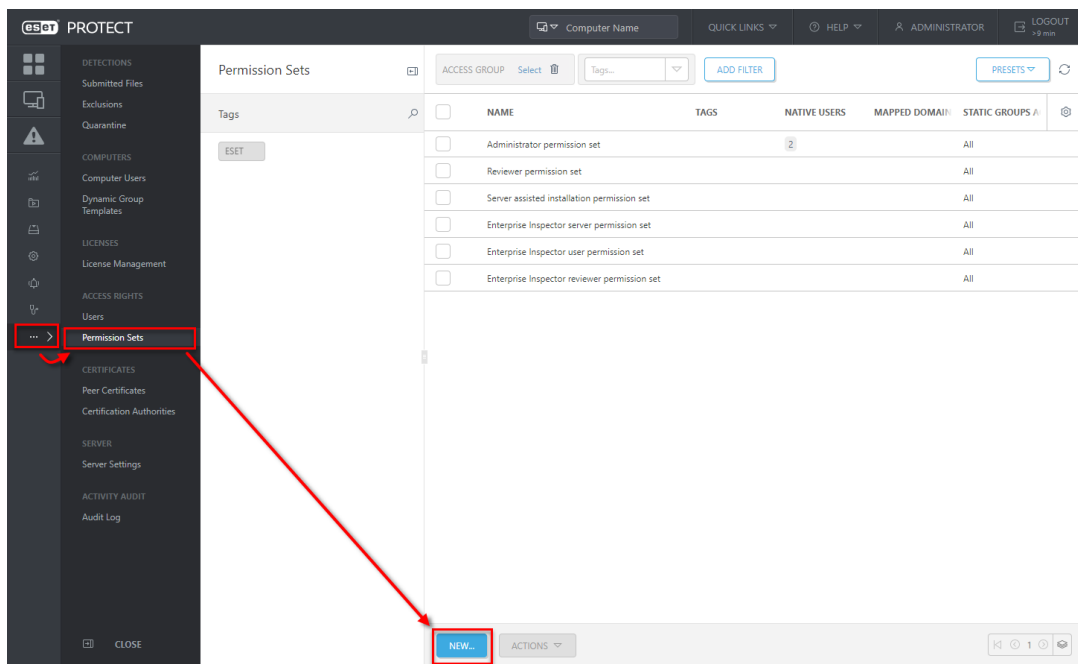 eset PROTECT
Computer Name
QUICK LINKS
HELP
ADMINISTRATOR
LOGOUT
>9 min
DETECTIONS
Submitted Files
Exclusions
Quarantine
COMPUTERS
Computer Users
Dynamic Group
Templates
LICENSES
License Management
ACCESS RIGHTS
Users
Permission Sets
CERTIFICATES
Peer Certificates
Certification Authorities
SERVER
Server Settings
ACTIVITY AUDIT
Audit Log
CLOSE
Permission Sets
Tags
ESET
ACCESS GROUP Select
Tags...
ADD FILTER
PRESETS
NAME TAGS NATIVE USERS MAPPED DOMAIN STATIC GROUPS A
Administrator permission set 2 All
Reviewer permission set All
Server assisted installation permission set All
Enterprise Inspector server permission set All
Enterprise Inspector user permission set All
Enterprise Inspector reviewer permission set All
NEW...
ACTIONS
1